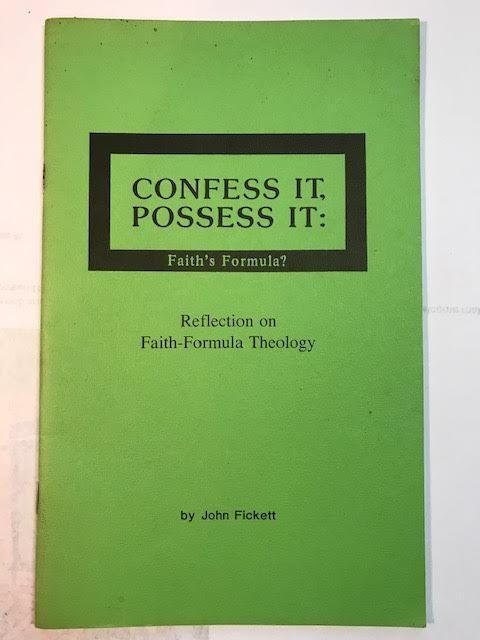 CONFESS IT,
POSSESS IT:
Faith's Formula?
Reflection on
Faith-Formula Theology
by John Fickett